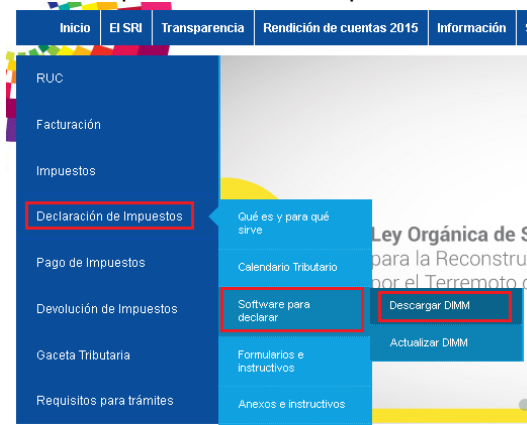 Inicio
El SRI
Transparencia
Rendición de cuentas 2015
Información
RUC
Facturación
Impuestos
Declaración de Impuestos
Pago de Impuestos
Devolución de Impuestos
Gaceta Tributaria
Requisitos para trámites
Qué es y para qué
sirve
Calendario Tributario
Software para
declarar
Formularios e
instructivos
Anexos e instructivos
Descargar DIMM
Actualizar DIMM
Ley Orgánica de S
para la Reconstru
por el Terremoto